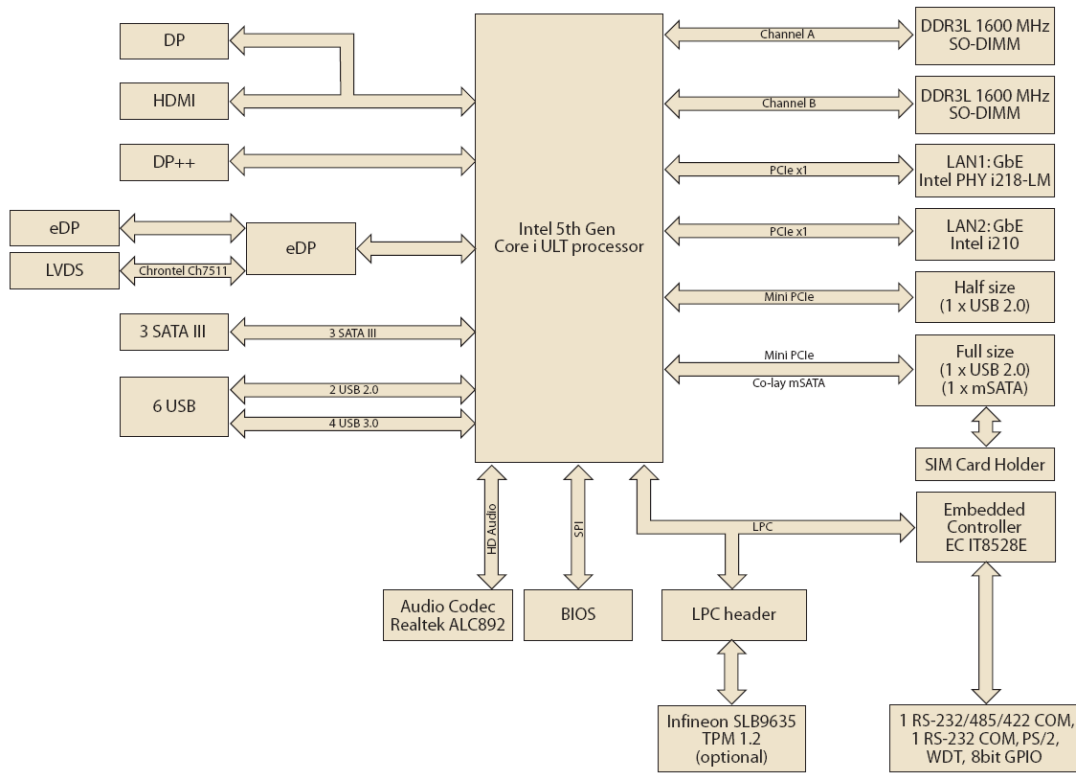 DP
HDMI
DP++
eDP
LVDS
Chrontel Ch7511
eDP
3 SATA III
3 SATA III
6 USB
2 USB 2.0
4 USB 3.0
Intel 5th Gen
Core i ULT processor
Channel A
DDR3L 1600 MHz
SO-DIMM
Channel B
DDR3L 1600 MHz
SO-DIMM
PCIe x1
LAN1: GbE
Intel PHY i218-LM
PCIe x1
LAN2: GbE
Intel i210
Mini PCIe
Half size
(1 x USB 2.0)
Mini PCIe
Co-lay mSATA
Full size
(1 x USB 2.0)
(1 x mSATA)
SIM Card Holder
HD Audio
SPI
LPC
Embedded
Controller
EC IT8528E
Audio Codec
Realtek ALC892
BIOS
LPC header
Infineon SLB9635
TPM 1.2
(optional)
1 RS-232/485/422 COM,
1 RS-232 COM, PS/2,
WDT, 8bit GPIO